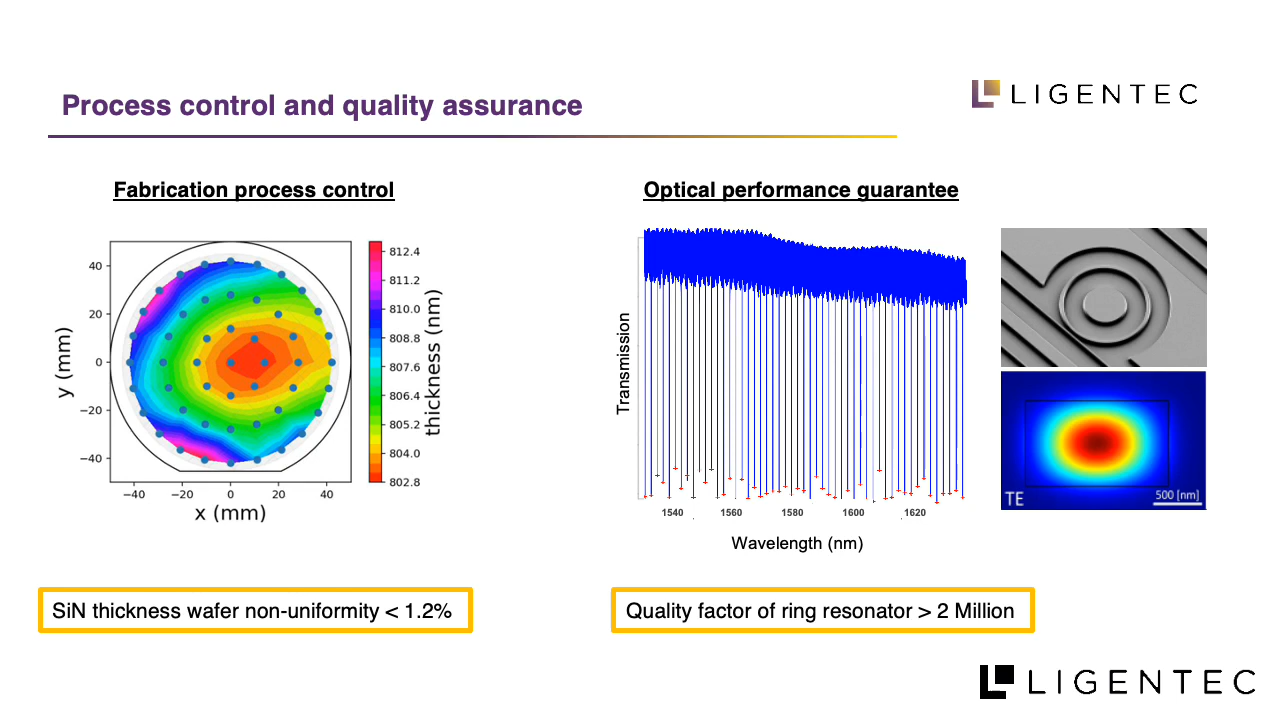 Process control and quality assurance
LIGENTEC
Fabrication process control
Optical performance guarantee
40
20
0
−20
−40
y (mm)
−40 −20 0 20 40
x (mm)
812.4
811.2
810.0
808.8
807.6
806.4
805.2
804.0
802.8
thickness (nm)
Transmission
1540 1560 1580 1600 1620
Wavelength (nm)
TE
500 [nm]
SiN thickness wafer non-uniformity < 1.2%
Quality factor of ring resonator > 2 Million
LIGENTEC